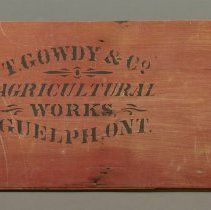 T. GOWDY & Co
AGRICULTURAL
WORKS,
GUELPH. ONT.